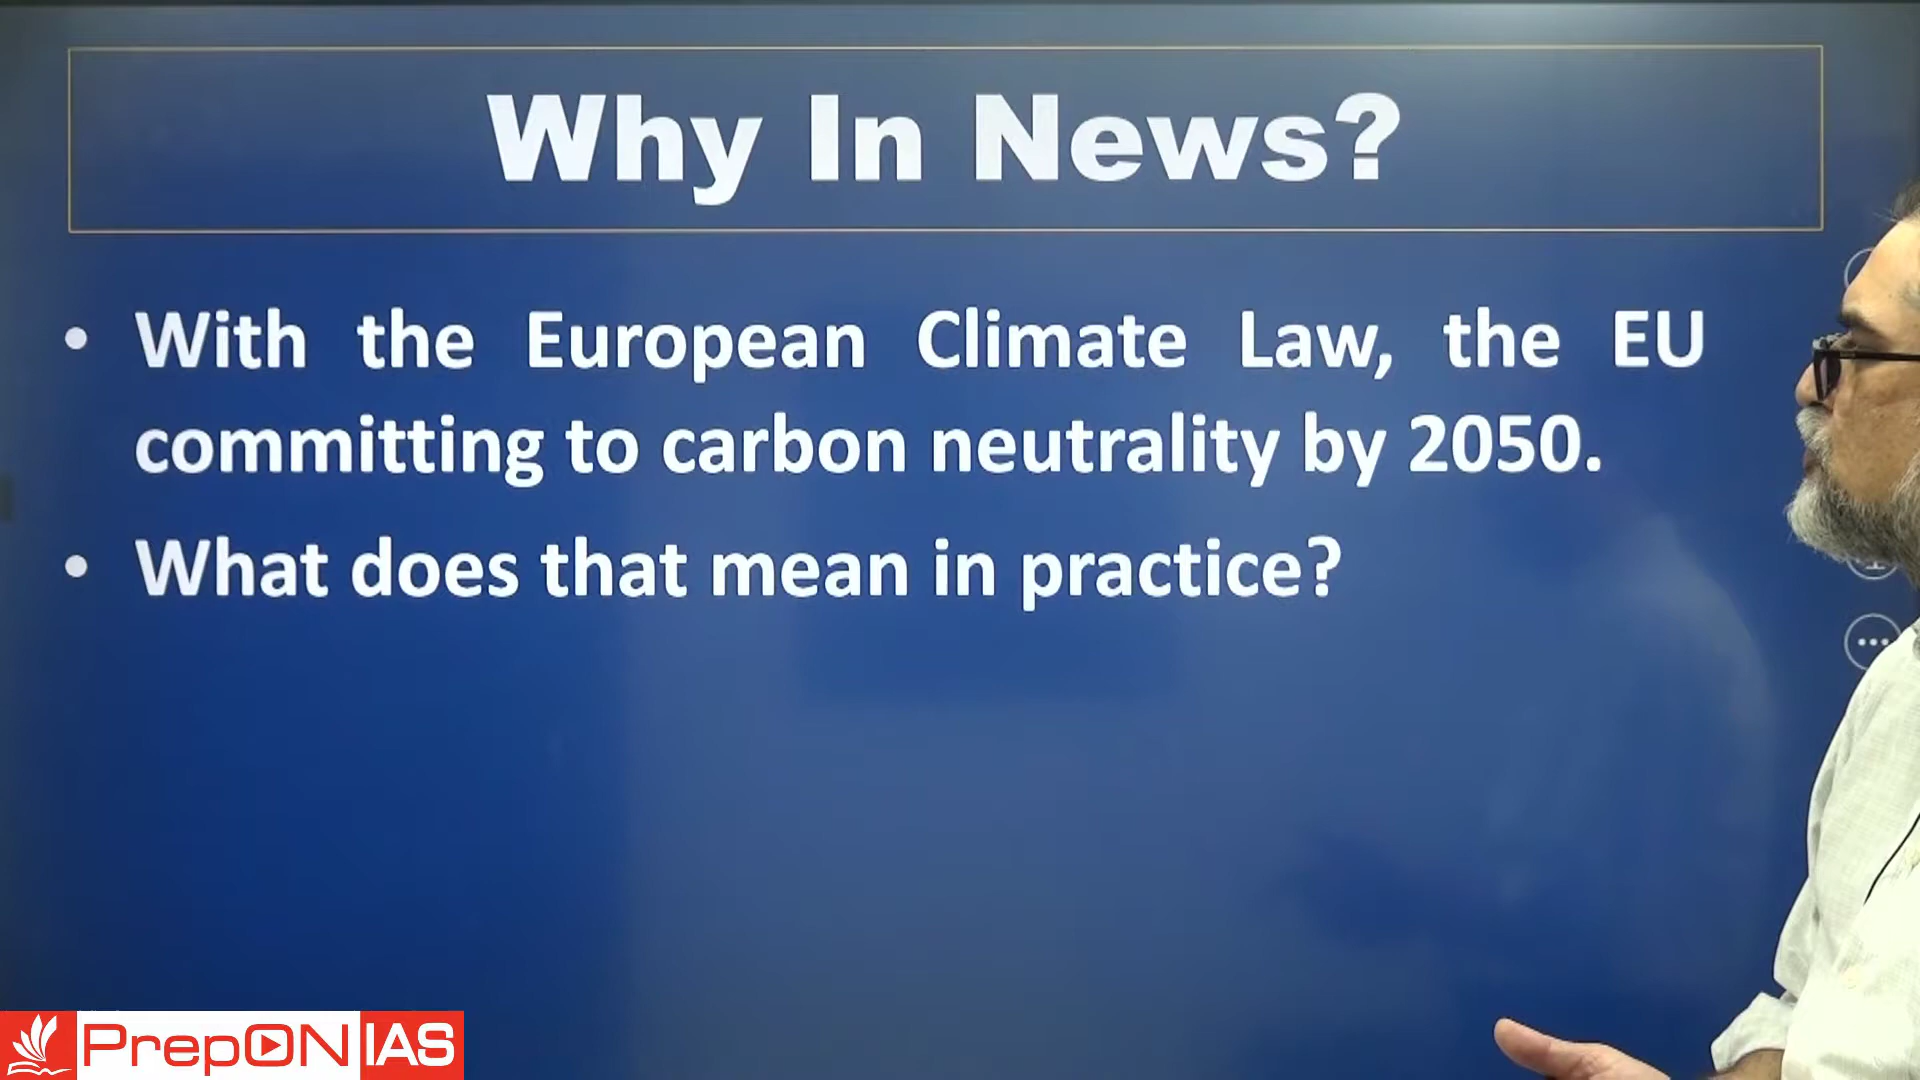 Why In News?
• With the European Climate Law, the EU
committing to carbon neutrality by 2050.
• What does that mean in practice?
PrepON IAS